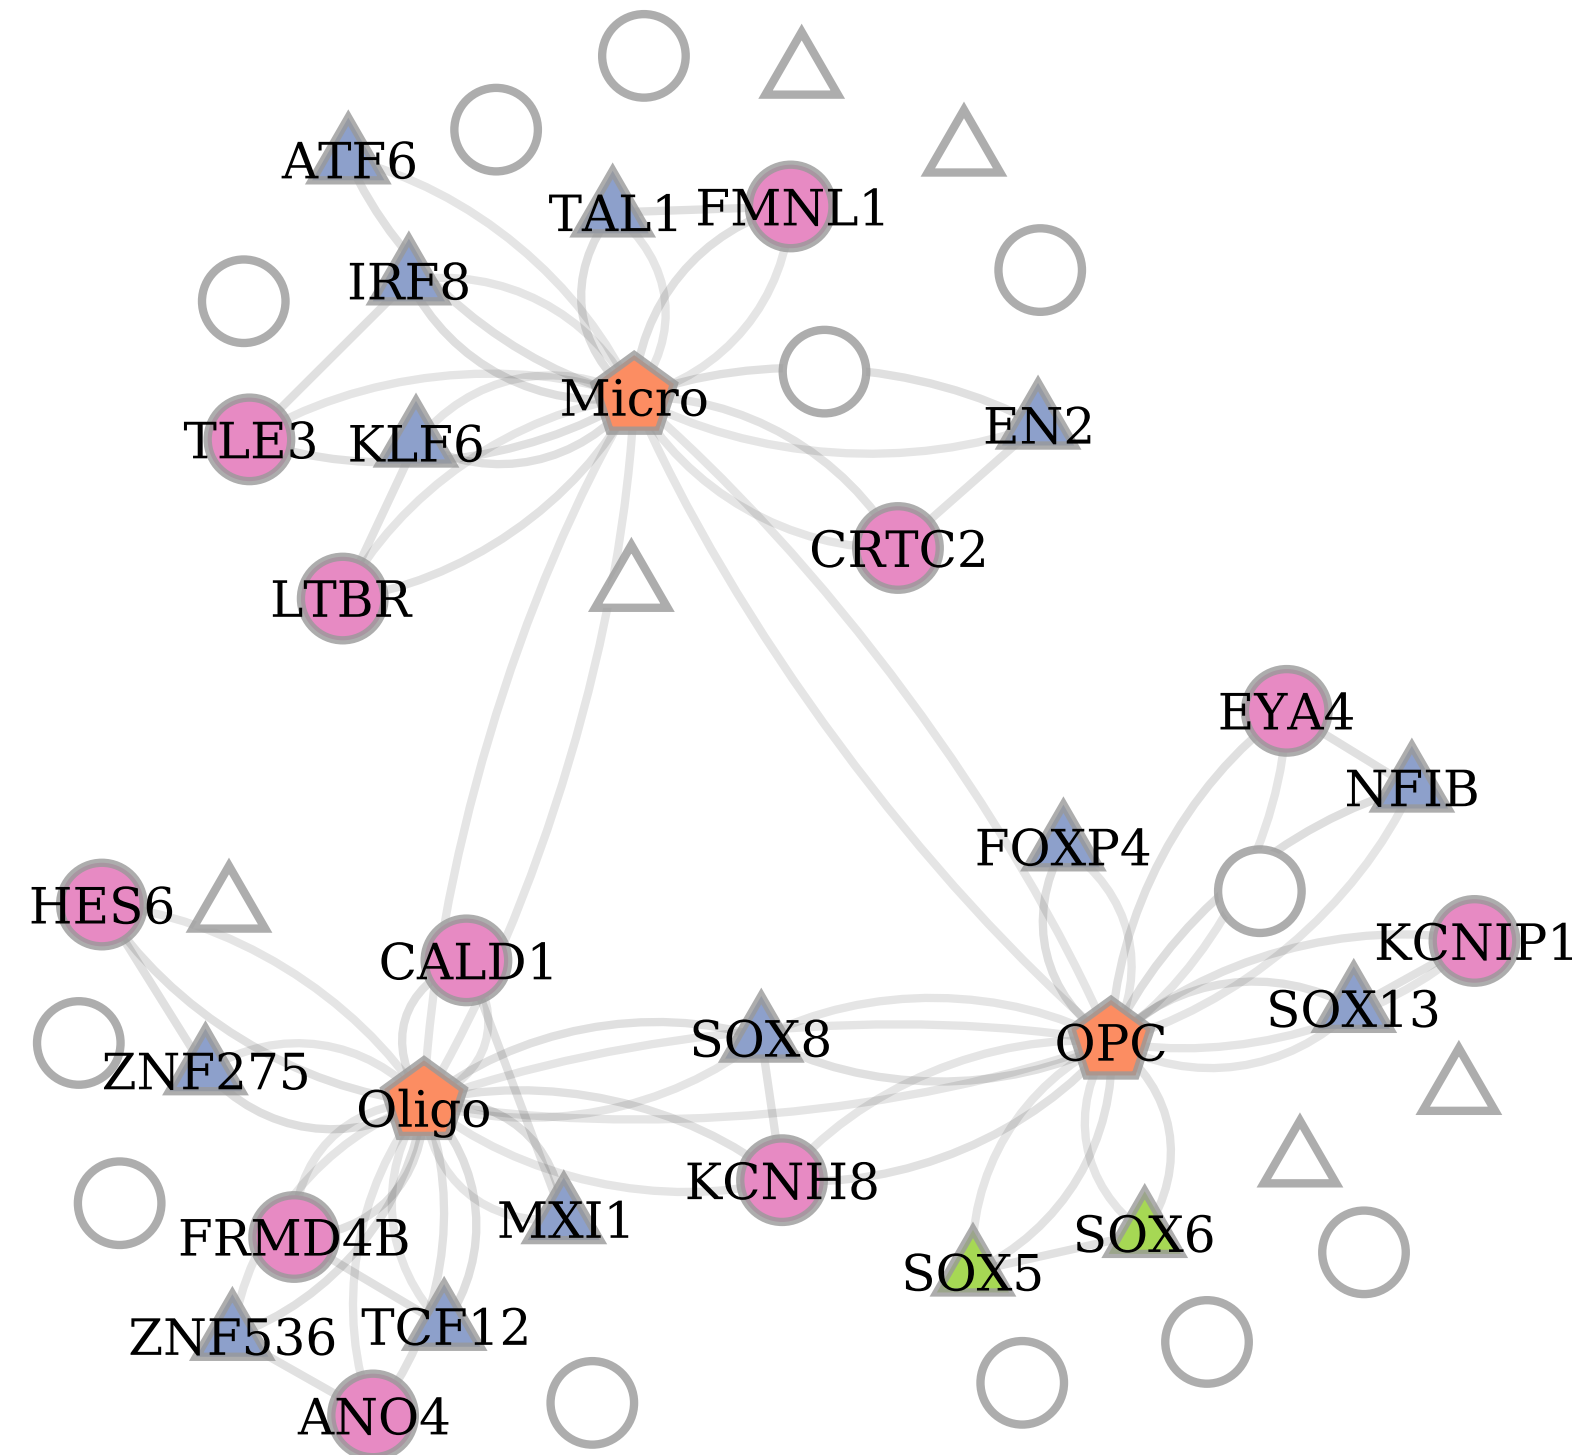 ATF6
TAL1
FMNL1
IRF8
Micro
TLE3
KLF6
EN2
CRTC2
LTBR
EYA4
NFIB
FOXP4
HES6
CALD1
KCNIP1
SOX13
SOX8
OPC
ZNF275
Oligo
KCNH8
MXI1
FRMD4B
SOX6
SOX5
ZNF536
TCF12
ANO4